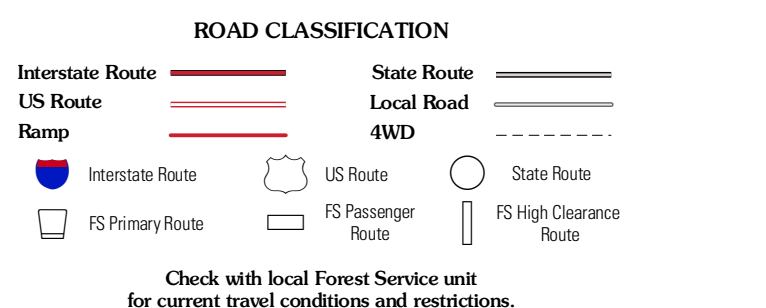 ROAD CLASSIFICATION
Interstate Route
State Route
US Route
Local Road
Ramp
4WD
Interstate Route
US Route
State Route
FS Primary Route
FS Passenger
Route
FS High Clearance
Route
Check with local Forest Service unit
for current travel conditions and restrictions.